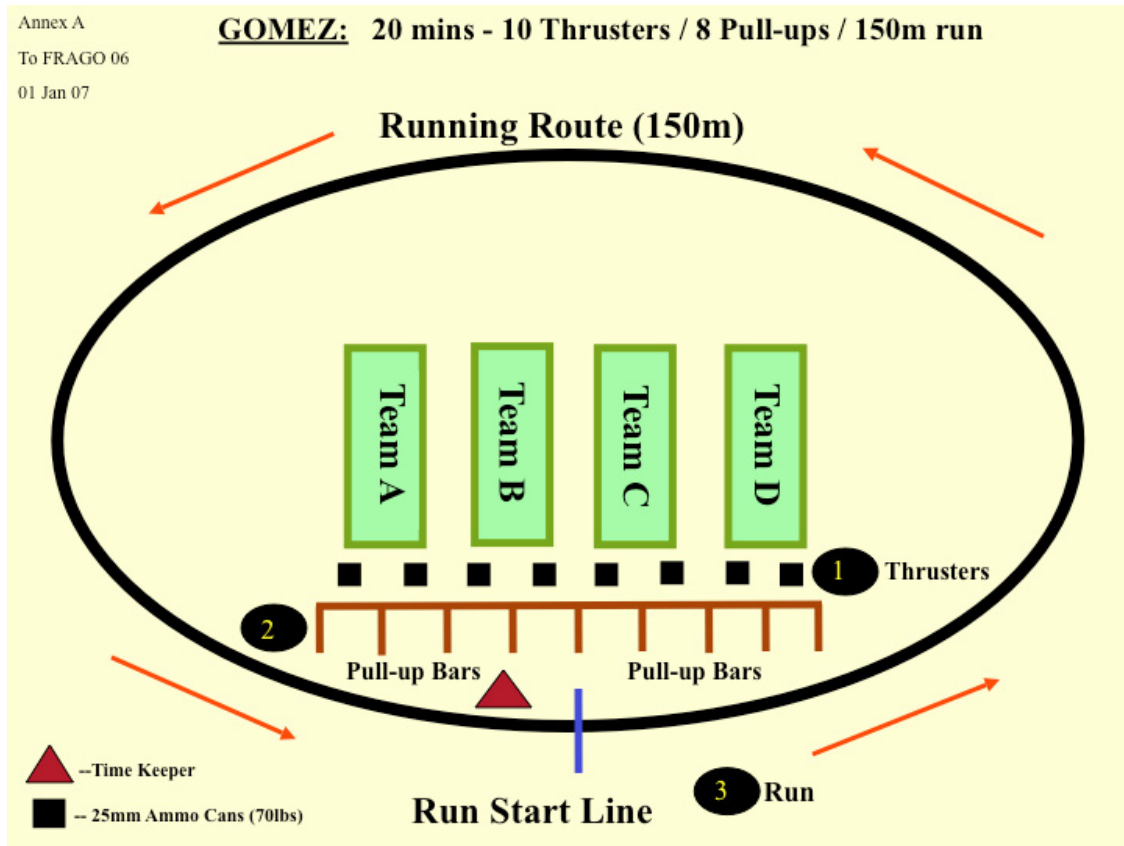 Annex A
To FRAGO 06
01 Jan 07
GOMEZ: 20 mins - 10 Thrusters / 8 Pull-ups / 150m run
Running Route (150m)
Team A
Team B
Team C
Team D
1 Thrusters
2
Pull-up Bars
Pull-up Bars
--Time Keeper
-- 25mm Ammo Cans (70lbs)
Run Start Line
3 Run